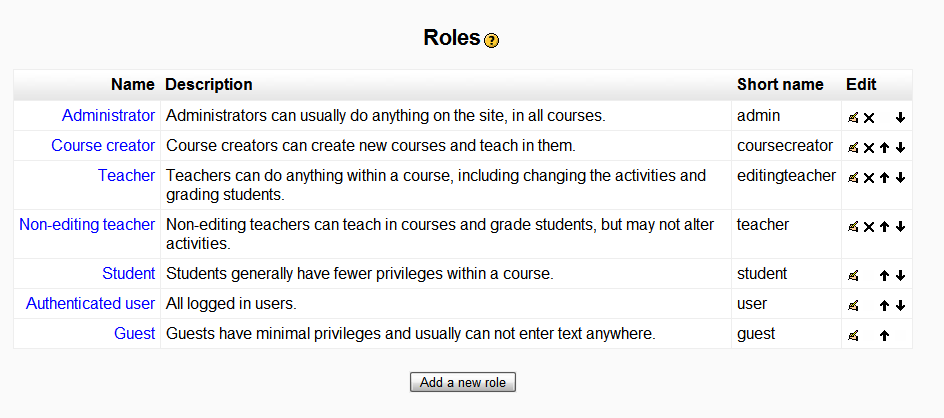 Roles ?
Name Description Short name Edit
Administrator Administrators can usually do anything on the site, in all courses. admin
Course creator Course creators can create new courses and teach in them. coursecreator
Teacher Teachers can do anything within a course, including changing the activities and editingteacher
grading students.
Non-editing teacher Non-editing teachers can teach in courses and grade students, but may not alter teacher
activities.
Student Students generally have fewer privileges within a course. student
Authenticated user All logged in users. user
Guest Guests have minimal privileges and usually can not enter text anywhere. guest
Add a new role